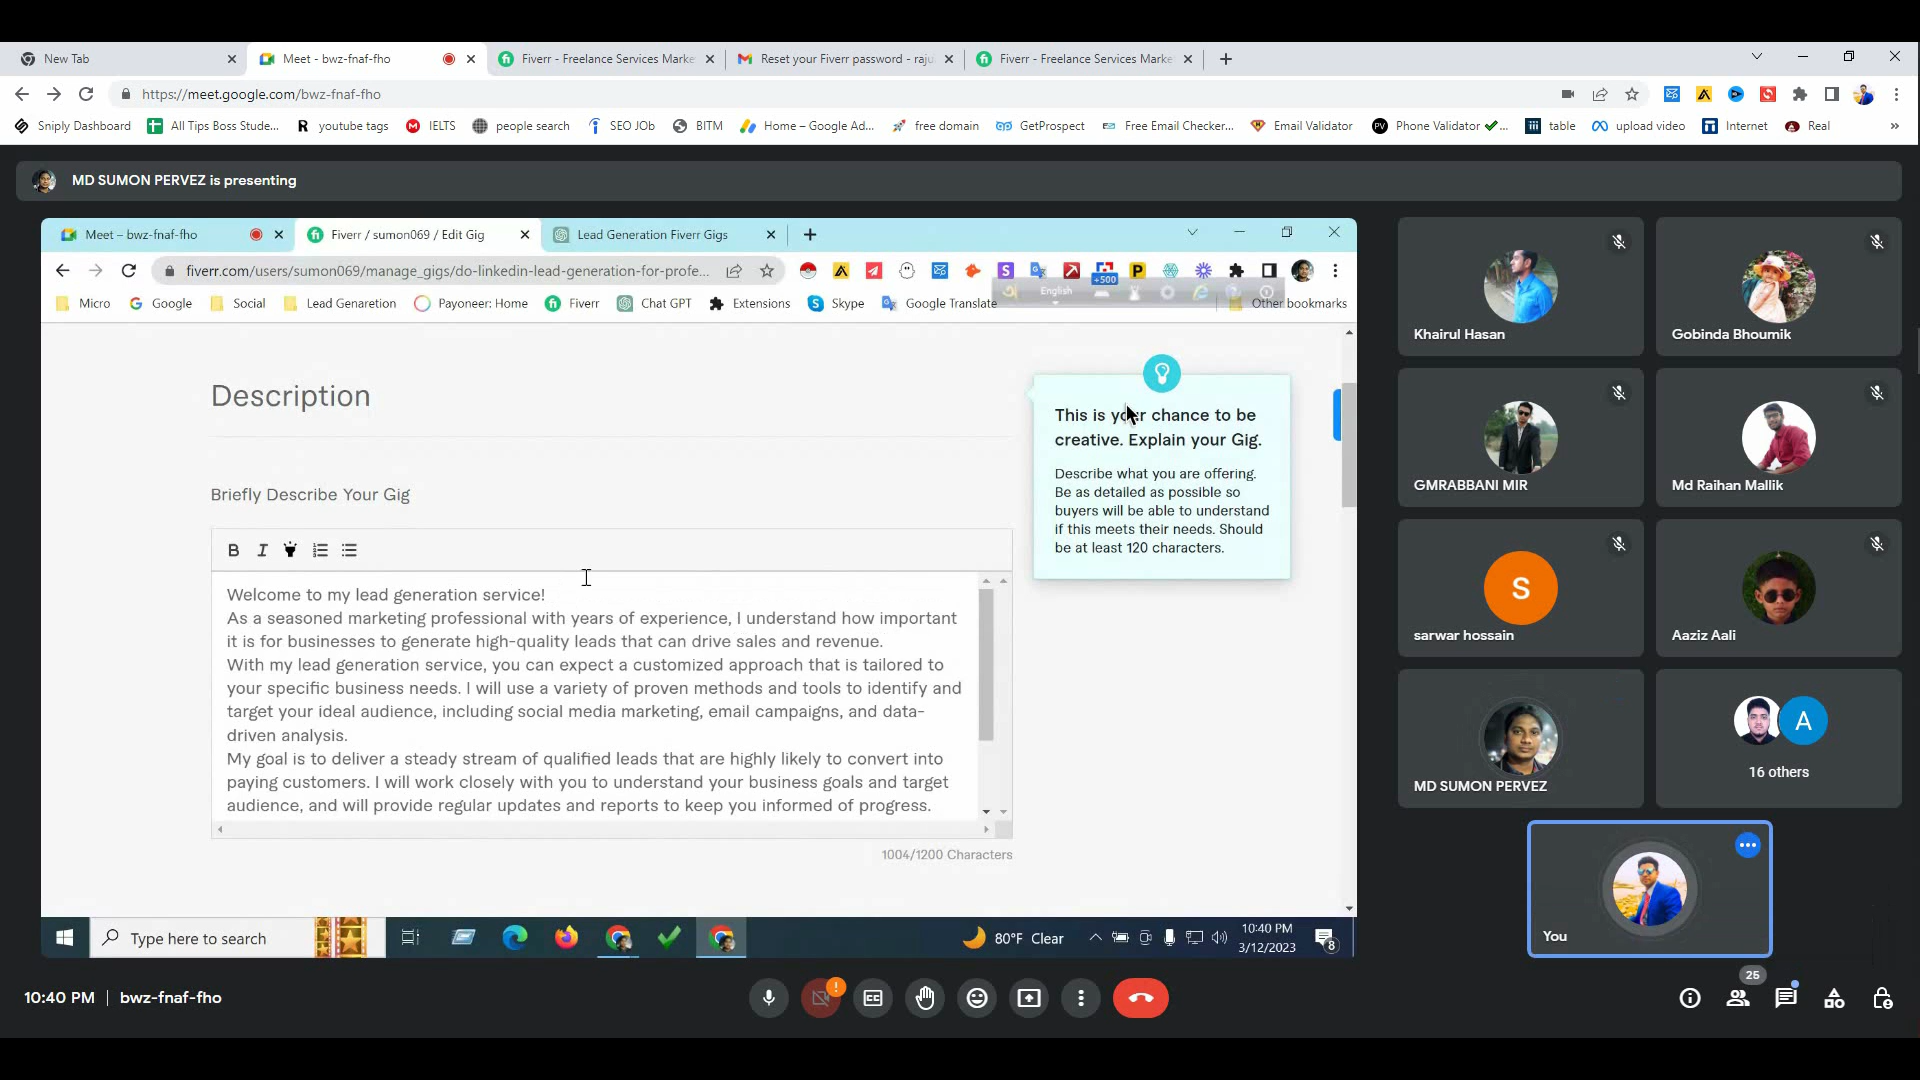 New Tab
Meet - bwz-fnaf-fho
Fiverr - Freelance Services Marke
Reset your Fiverr password - raju
Fiverr - Freelance Services Marke
https://meet.google.com/bwz-fnaf-fho
Sniply Dashboard
All Tips Boss Stude...
youtube tags
IELTS
people search
SEO JOb
BITM
Home – Google Ad...
free domain
GetProspect
Free Email Checker...
Email Validator
Phone Validator ✔...
table
upload video
Internet
Real
MD SUMON PERVEZ is presenting
Meet – bwz-fnaf-fho
Fiverr / sumon069 / Edit Gig
Lead Generation Fiverr Gigs
fiverr.com/users/sumon069/manage_gigs/do-linkedin-lead-generation-for-profe...
+500
English
Micro
Google
Social
Lead Genaretion
Payoneer: Home
Fiverr
Chat GPT
Extensions
Skype
Google Translate
Other bookmarks
Description
Briefly Describe Your Gig
Welcome to my lead generation service!
As a seasoned marketing professional with years of experience, I understand how important
it is for businesses to generate high-quality leads that can drive sales and revenue.
With my lead generation service, you can expect a customized approach that is tailored to
your specific business needs. I will use a variety of proven methods and tools to identify and
target your ideal audience, including social media marketing, email campaigns, and data-
driven analysis.
My goal is to deliver a steady stream of qualified leads that are highly likely to convert into
paying customers. I will work closely with you to understand your business goals and target
audience, and will provide regular updates and reports to keep you informed of progress.
1004/1200 Characters
This is your chance to be
creative. Explain your Gig.
Describe what you are offering.
Be as detailed as possible so
buyers will be able to understand
if this meets their needs. Should
be at least 120 characters.
Type here to search
80°F Clear
10:40 PM
3/12/2023
8
Khairul Hasan
Gobinda Bhoumik
GMRABBANI MIR
Md Raihan Mallik
S
sarwar hossain
Aaziz Aali
MD SUMON PERVEZ
A
16 others
You
10:40 PM | bwz-fnaf-fho
25